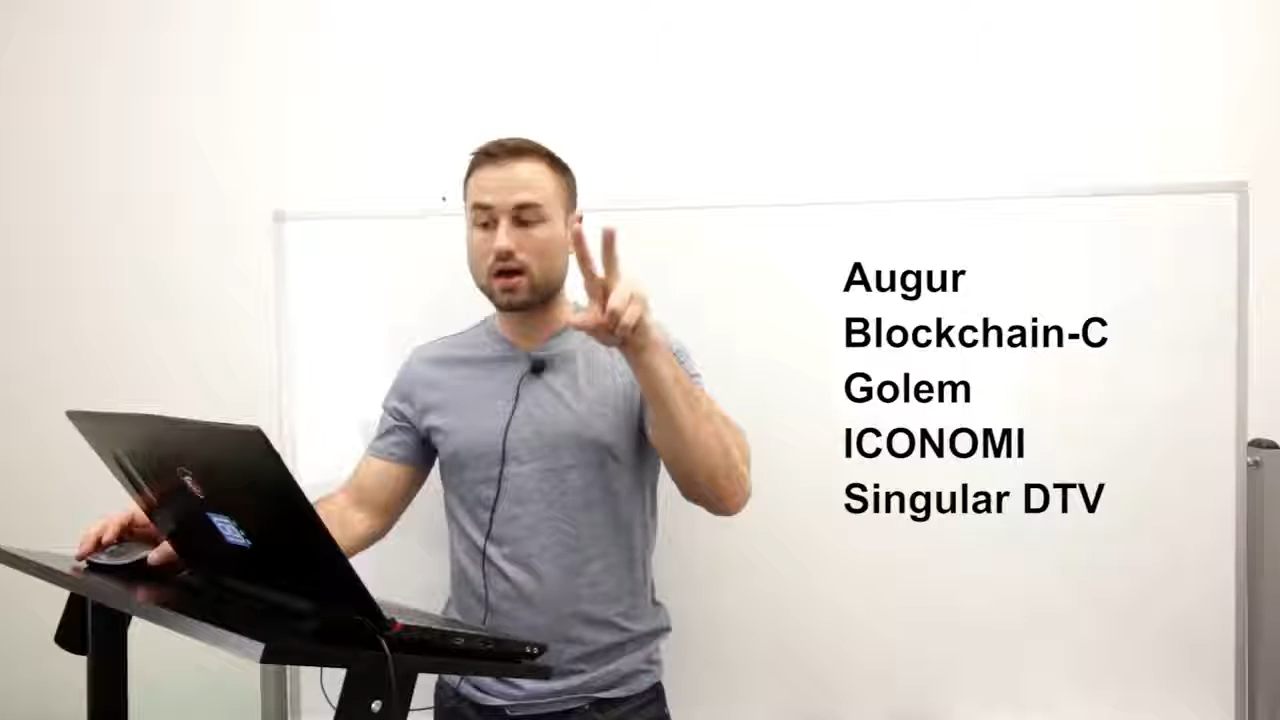 Augur
Blockchain-C
Golem
ICONOMI
Singular DTV